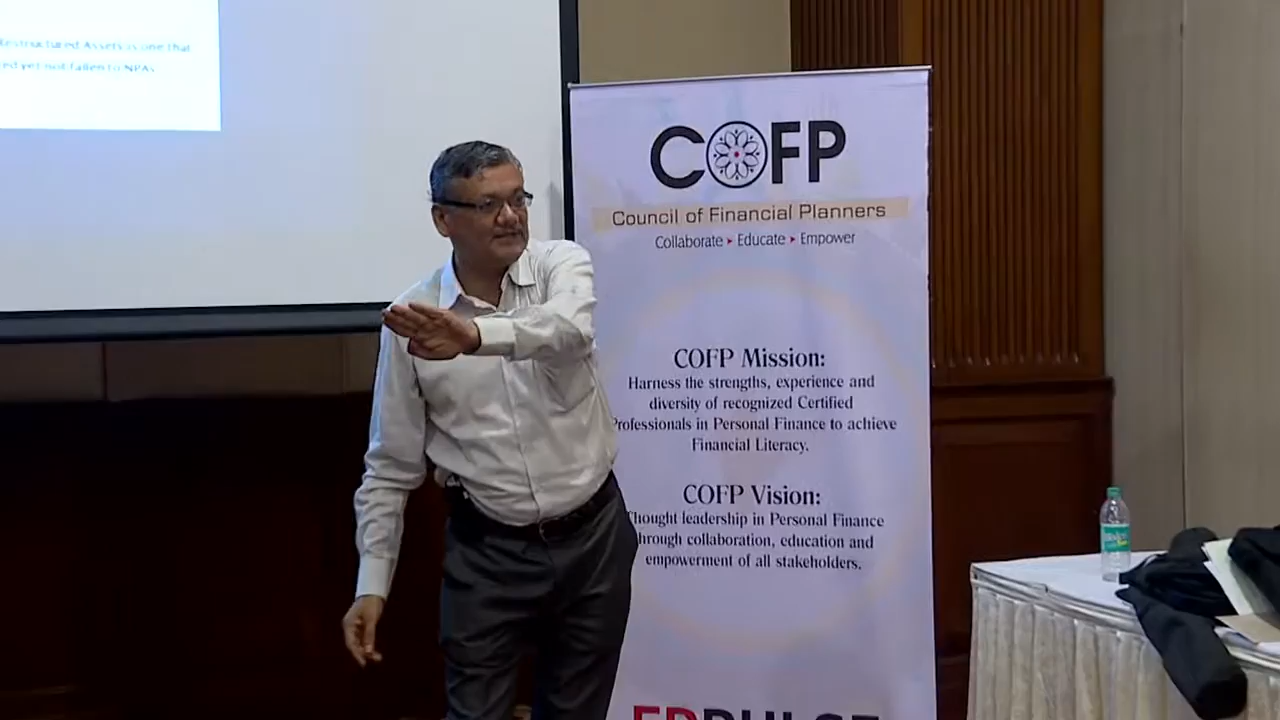 Restructured Assets is one that
ed yet not fallen to NPAs
COFP
Council of Financial Planners
Collaborate ▸ Educate ▸ Empower
COFP Mission:
Harness the strengths, experience and
diversity of recognized Certified
Professionals in Personal Finance to achieve
Financial Literacy.
COFP Vision:
Thought leadership in Personal Finance
through collaboration, education and
empowerment of all stakeholders.